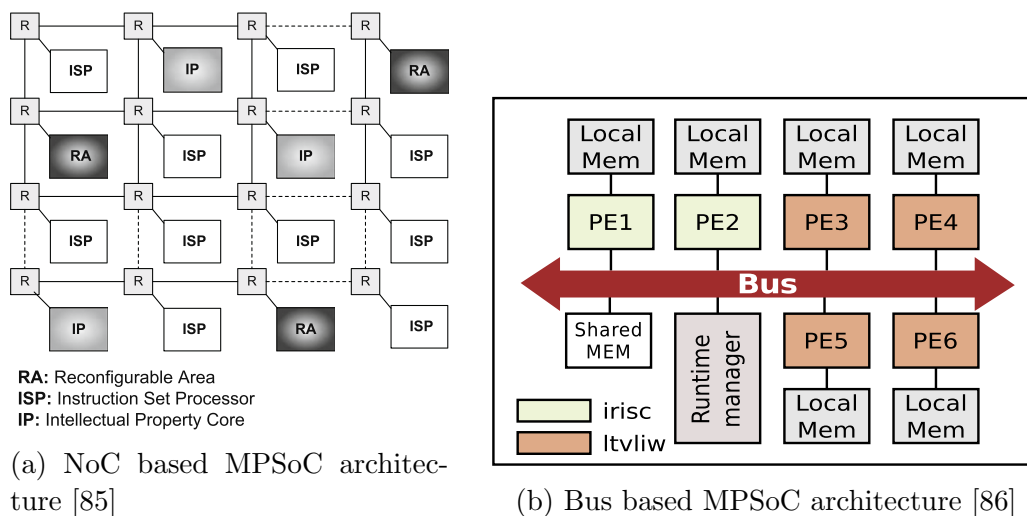 R R R R
ISP IP ISP RA
R R R R
RA ISP IP ISP
R R R R
ISP ISP ISP ISP
R R R R
IP ISP RA ISP
RA: Reconfigurable Area
ISP: Instruction Set Processor
IP: Intellectual Property Core
(a) NoC based MPSoC architec-
ture [85]
Local Local Local Local
Mem Mem Mem Mem
PE1 PE2 PE3 PE4
Bus
Shared
MEM
Runtime
manager
PE5 PE6
Local Local
Mem Mem
irisc
ltvliw
(b) Bus based MPSoC architecture [86]